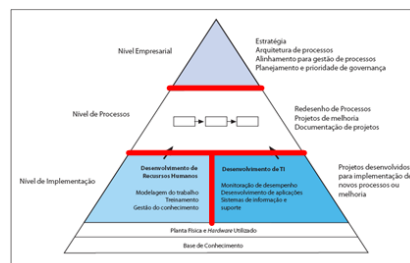 Nível Empresarial
Estratégia
Arquitetura de processos
Alinhamento para gestão de processos
Planejamento e prioridade de governança
Nível de Processos
Redesenho de Processos
Projetos de melhoria
Documentação de projetos
Nível de Implementação
Desenvolvimento de
Recursos Humanos
Modelagem do trabalho
Treinamento
Gestão do conhecimento
Desenvolvimento de TI
Monitoração de desempenho
Desenvolvimento de aplicações
Sistemas de informação e
suporte
Projetos desenvolvidos
para implementação de
novos processos ou
melhoria
Planta Física e Hardware Utilizado
Base de Conhecimento